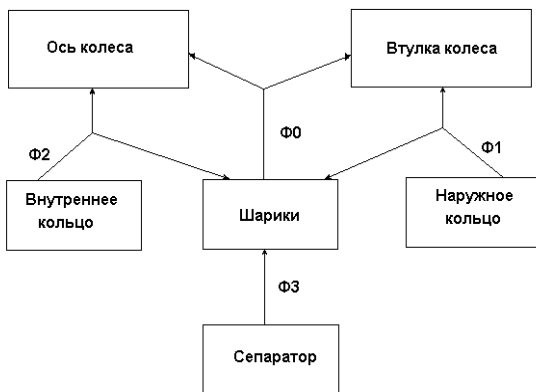 Ось колеса
Втулка колеса
Ф0
Ф2
Ф1
Внутреннее
кольцо
Шарики
Наружное
кольцо
Ф3
Сепаратор